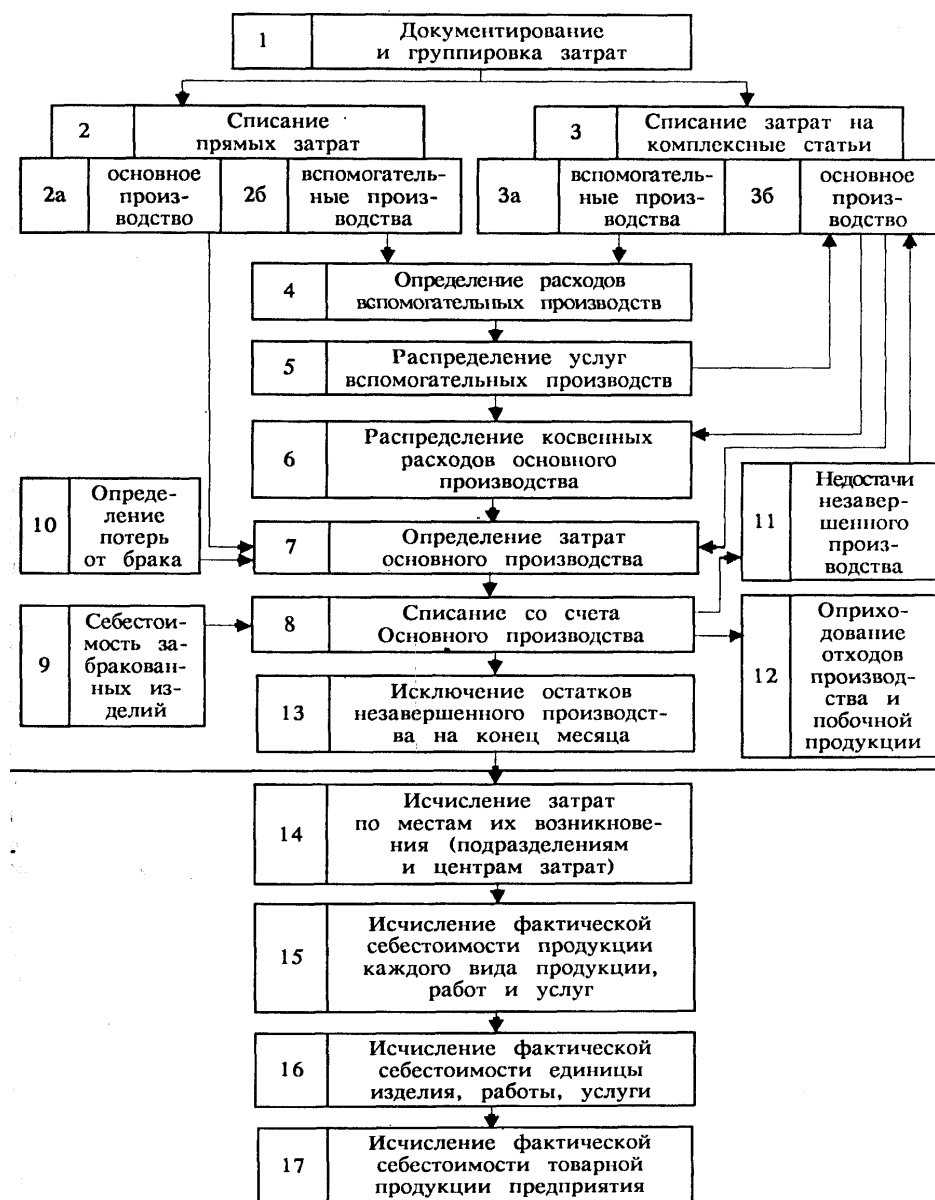 1
Документирование
и группировка затрат
2
Списание
прямых затрат
3
Списание затрат на
комплексные статьи
2а
основное
произ-
водство
2б
вспомогатель-
ные произ-
водства
3а
вспомогатель-
ные произ-
водства
3б
основное
произ-
водство
4
Определение расходов
вспомогательных производств
5
Распределение услуг
вспомогательных производств
6
Распределение косвенных
расходов основного
производства
10
Опреде-
ление
потерь
от брака
7
Определение затрат
основного производства
11
Недостачи
незавер-
шенного
произ-
водства
9
Себестои-
мость за-
бракован-
ных из-
делий
8
Списание со счета
Основного производства
12
Оприхо-
дование
отходов
производ-
ства и
побочной
продукции
13
Исключение остатков
незавершенного производст-
ва на конец месяца
14
Исчисление затрат
по местам их возникнове-
ния (подразделениям
и центрам затрат)
15
Исчисление фактической
себестоимости продукции
каждого вида продукции,
работ и услуг
16
Исчисление фактической
себестоимости единицы
изделия, работы, услуги
17
Исчисление фактической
себестоимости товарной
продукции предприятия